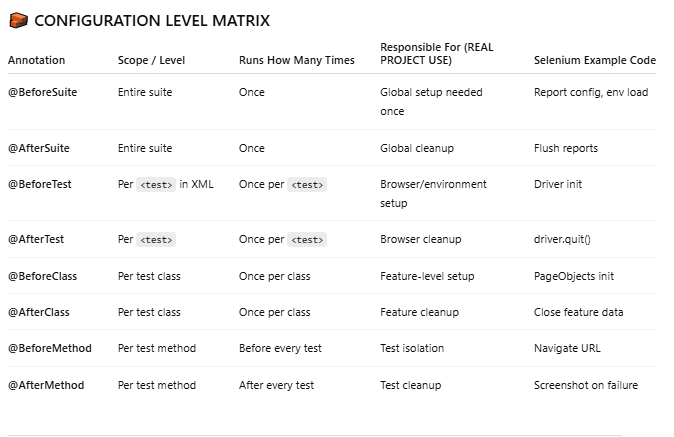 CONFIGURATION LEVEL MATRIX
Annotation Scope / Level Runs How Many Times Responsible For (REAL PROJECT USE) Selenium Example Code
@BeforeSuite Entire suite Once Global setup needed once Report config, env load
@AfterSuite Entire suite Once Global cleanup Flush reports
@BeforeTest Per <test> in XML Once per <test> Browser/environment setup Driver init
@AfterTest Per <test> Once per <test> Browser cleanup driver.quit()
@BeforeClass Per test class Once per class Feature-level setup PageObjects init
@AfterClass Per test class Once per class Feature cleanup Close feature data
@BeforeMethod Per test method Before every test Test isolation Navigate URL
@AfterMethod Per test method After every test Test cleanup Screenshot on failure